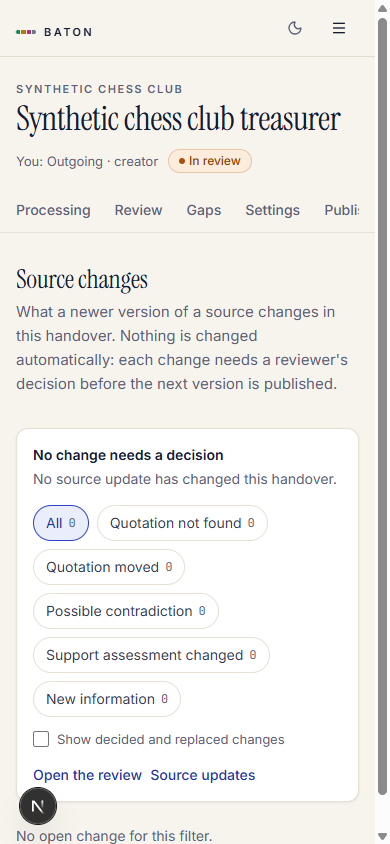 BATON
SYNTHETIC CHESS CLUB
Synthetic chess club treasurer
You: Outgoing · creator
In review
Processing Review Gaps Settings Publis
Source changes
What a newer version of a source changes in
this handover. Nothing is changed
automatically: each change needs a reviewer's
decision before the next version is published.
No change needs a decision
No source update has changed this handover.
All 0 Quotation not found 0
Quotation moved 0
Possible contradiction 0
Support assessment changed 0
New information 0
Show decided and replaced changes
Open the review Source updates
N
No open change for this filter.